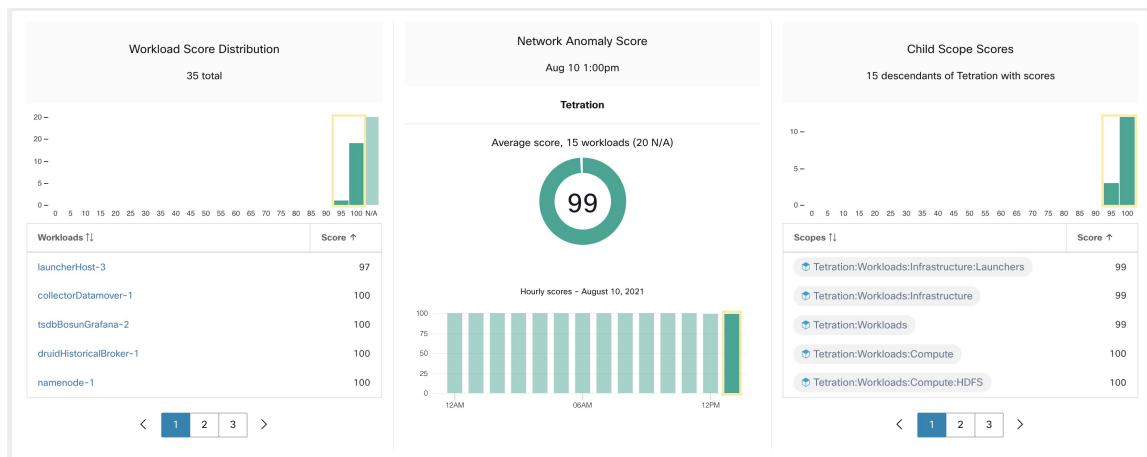 Workload Score Distribution
35 total
20
20
10
5
0
0 5 10 15 20 25 30 35 40 45 50 55 60 65 70 75 80 85 90 95 100 N/A
Workloads ↑↓ Score ↑
launcherHost-3 97
collectorDatamover-1 100
tsdbBosunGrafana-2 100
druidHistoricalBroker-1 100
namenode-1 100
< 1 2 3 >
Network Anomaly Score
Aug 10 1:00pm
Tetration
Average score, 15 workloads (20 N/A)
99
Hourly scores - August 10, 2021
100
75
50
25
0
12AM 06AM 12PM
Child Scope Scores
15 descendants of Tetration with scores
10
5
0
0 5 10 15 20 25 30 35 40 45 50 55 60 65 70 75 80 85 90 95 100
Scopes ↑↓ Score ↑
Tetration:Workloads:Infrastructure:Launchers 99
Tetration:Workloads:Infrastructure 99
Tetration:Workloads 99
Tetration:Workloads:Compute 100
Tetration:Workloads:Compute:HDFS 100
< 1 2 3 >